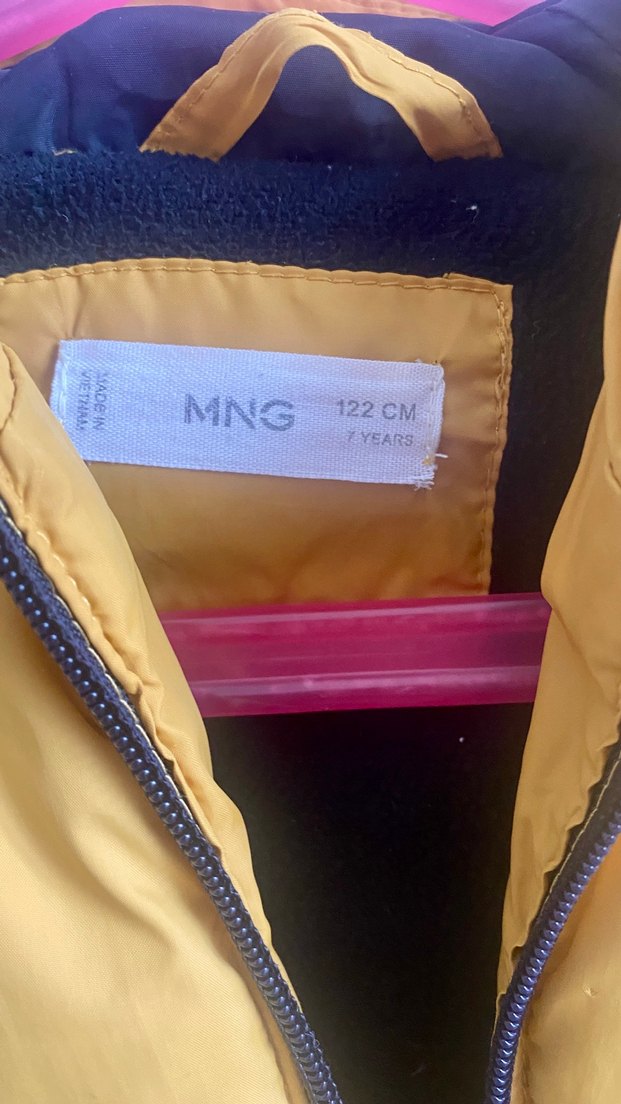 MADE IN
VIETNAM
MNG
122 CM
7 YEARS